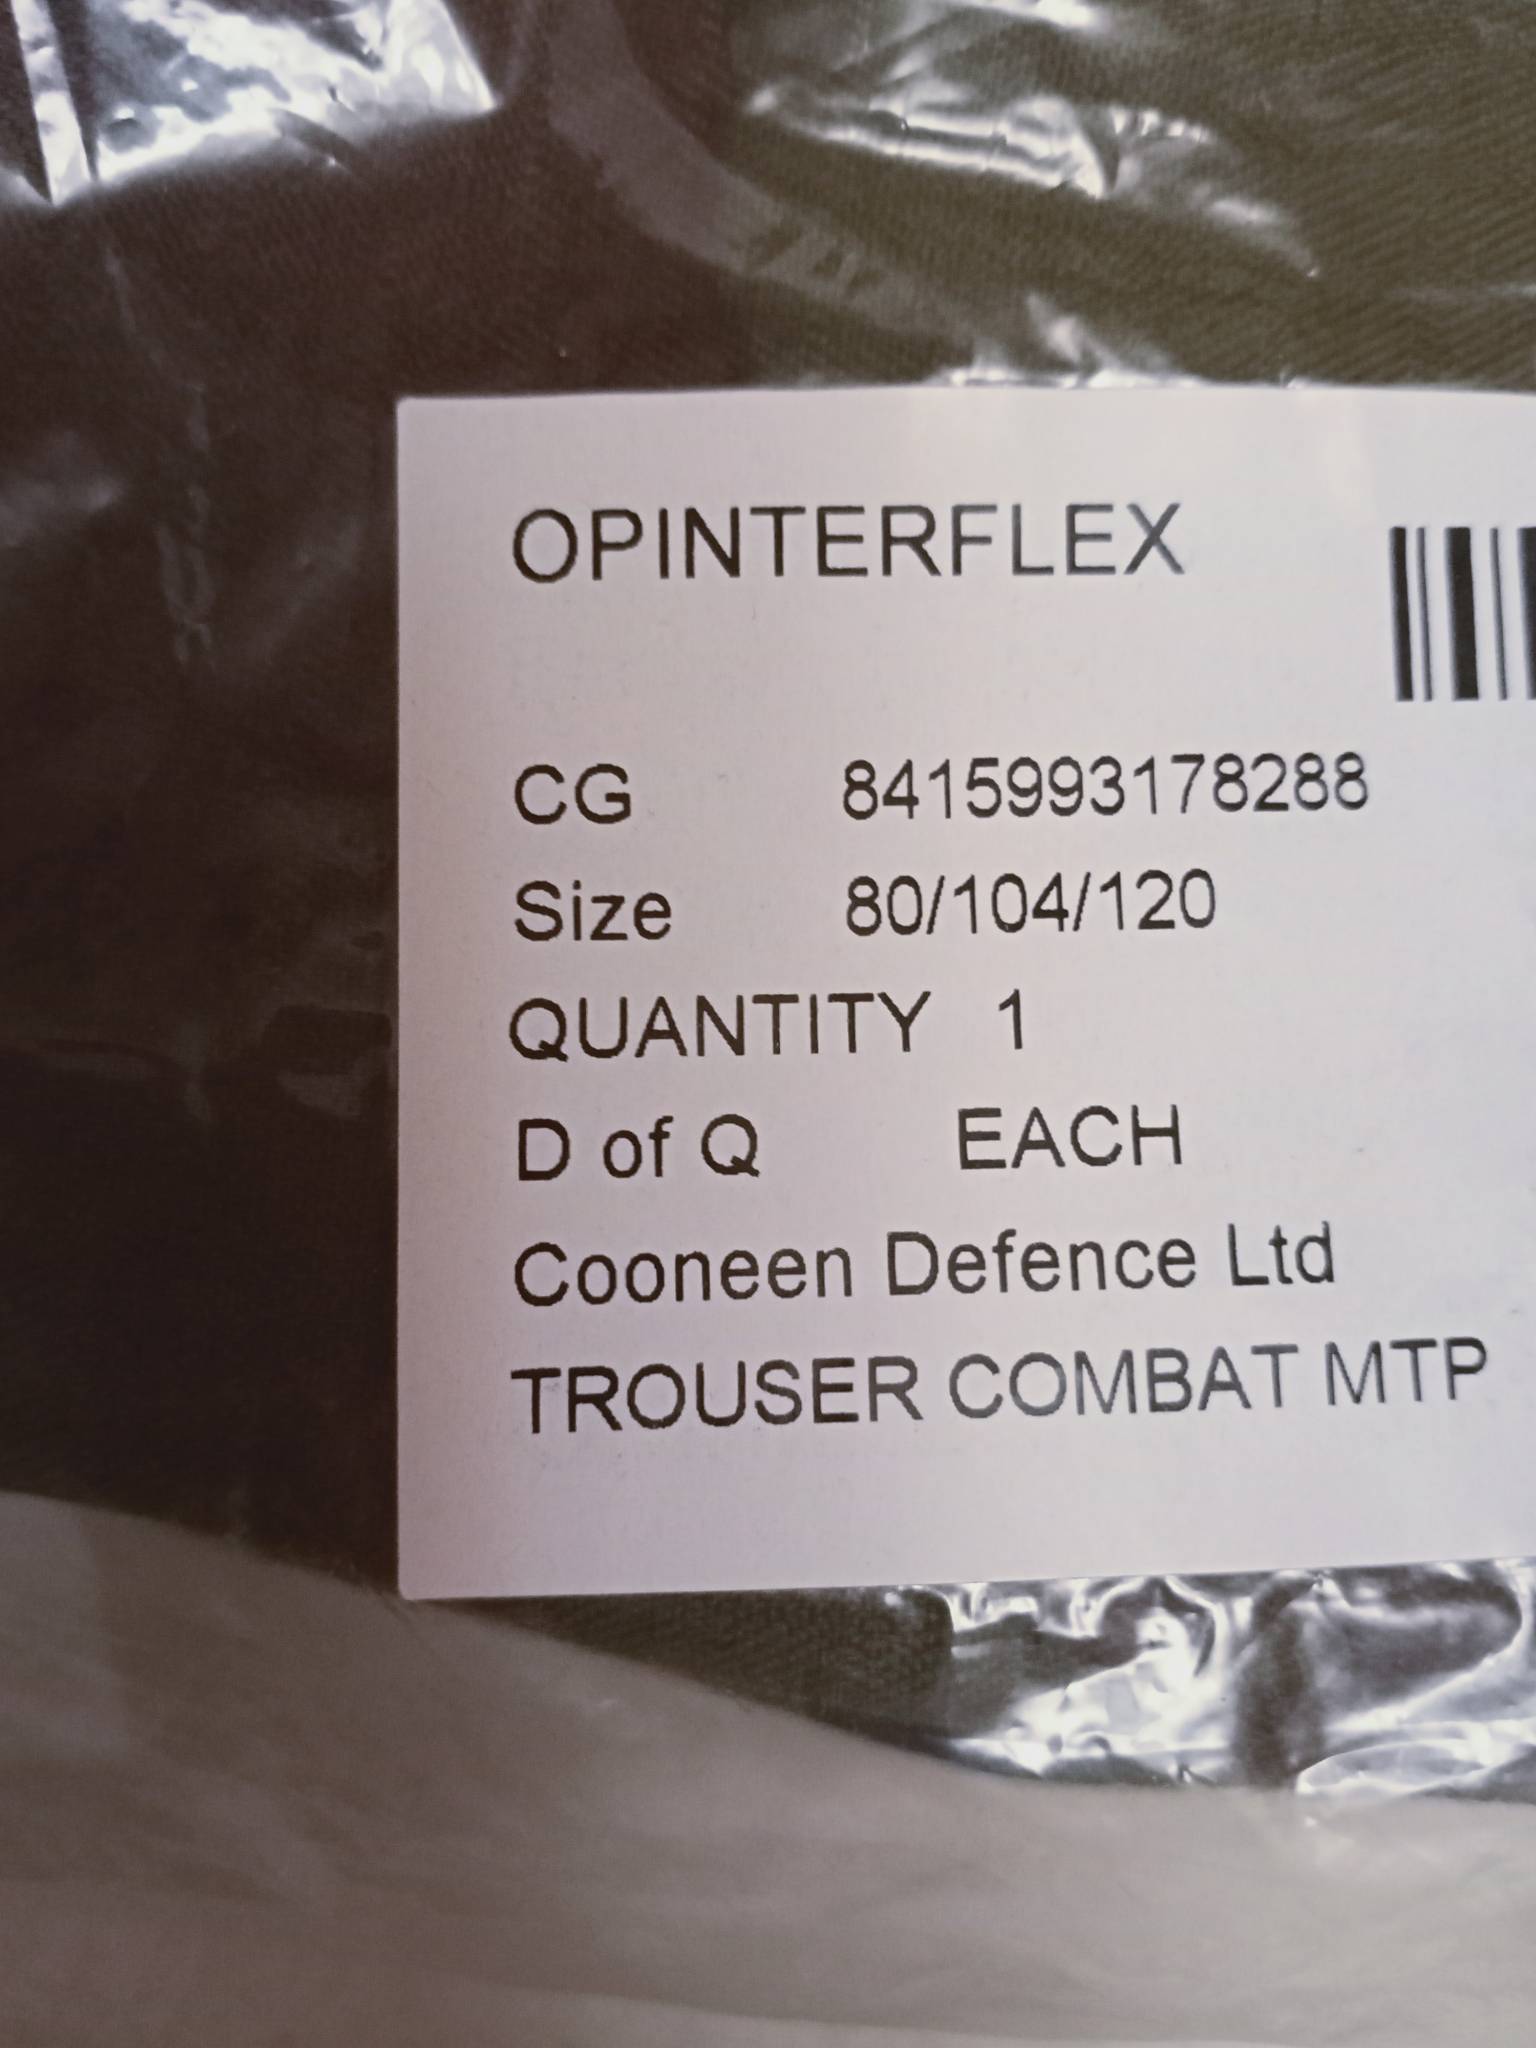 OPINTERFLEX
CG 8415993178288
Size 80/104/120
QUANTITY 1
D of Q EACH
Cooneen Defence Ltd
TROUSER COMBAT MTP